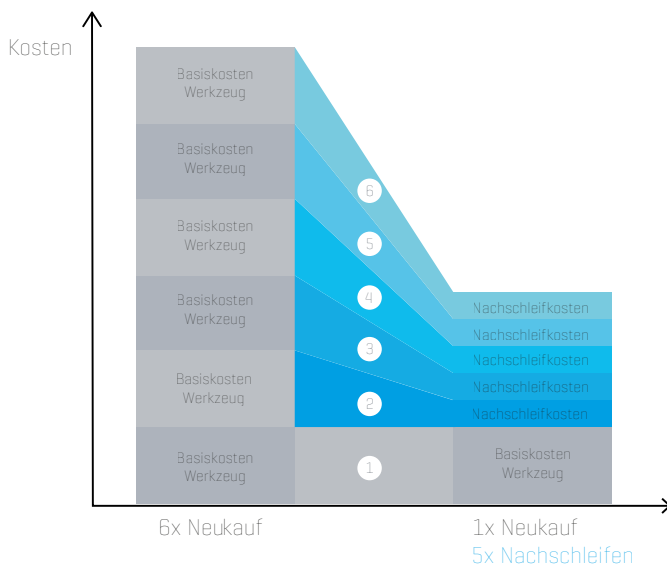 Kosten
Basiskosten
Werkzeug
Basiskosten
Werkzeug
Basiskosten
Werkzeug
Basiskosten
Werkzeug
Basiskosten
Werkzeug
Basiskosten
Werkzeug
6
5
4
3
2
1
Nachschleifkosten
Nachschleifkosten
Nachschleifkosten
Nachschleifkosten
Nachschleifkosten
Basiskosten
Werkzeug
6x Neukauf
1x Neukauf
5x Nachschleifen